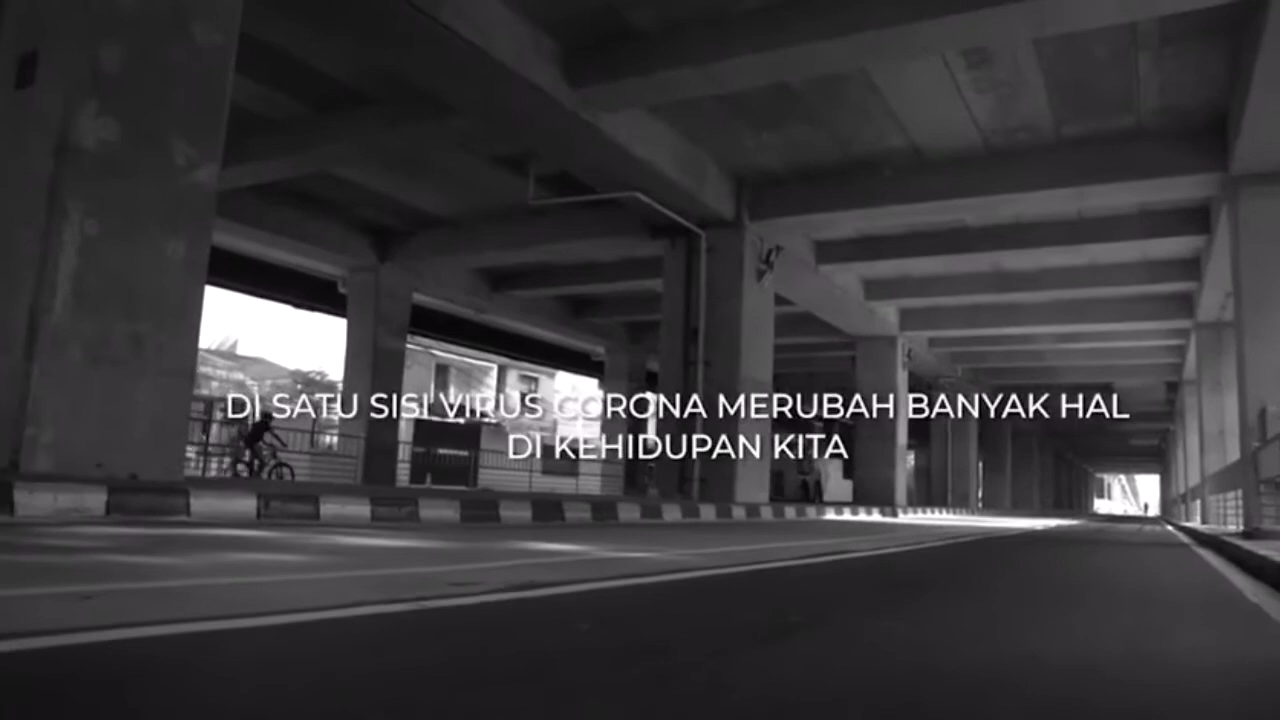 DI SATU SISI VIRUS CORONA MERUBAH BANYAK HAL
DI KEHIDUPAN KITA